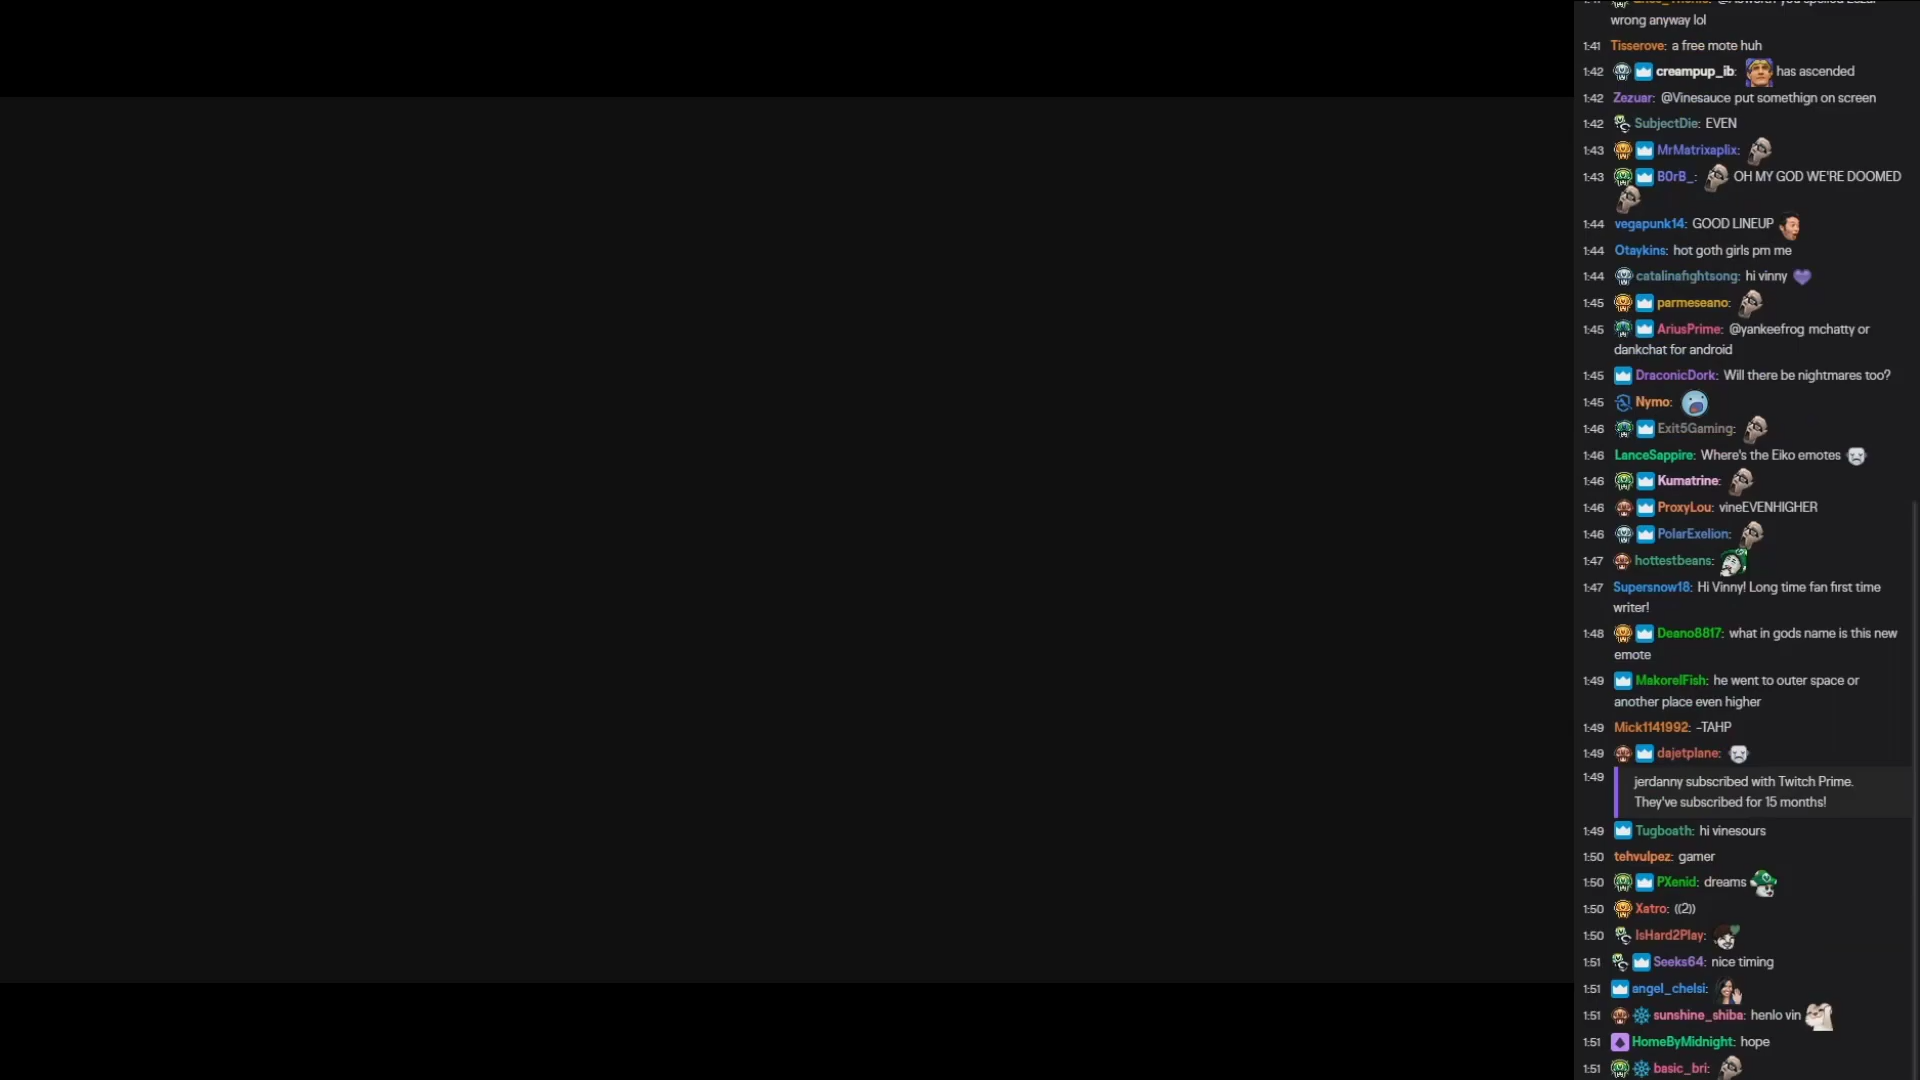 wrong anyway lol
1:41 Tisserove: a free mote huh
1:42 creampup_ib: has ascended
1:42 Zezuar: @Vinesauce put somethign on screen
1:42 SubjectDie: EVEN
1:43 MrMatrixaplix:
1:43 B0rB_: OH MY GOD WE'RE DOOMED
1:44 vegapunk14: GOOD LINEUP
1:44 Otaykins: hot goth girls pm me
1:44 catalinafightsong: hi vinny
1:45 parmeseano:
1:45 AriusPrime: @yankeefrog mchatty or
dankchat for android
1:45 DraconicDork: Will there be nightmares too?
1:45 Nymo:
1:46 Exit5Gaming:
1:46 LanceSappire: Where's the Eiko emotes
1:46 Kumatrine:
1:46 ProxyLou: vineEVENHIGHER
1:46 PolarExelion:
1:47 hottestbeans:
1:47 Supersnow18: Hi Vinny! Long time fan first time
writer!
1:48 Deano8817: what in gods name is this new
emote
1:49 MakorelFish: he went to outer space or
another place even higher
1:49 Mick1141992: -TAHP
1:49 dajetplane:
1:49 jerdanny subscribed with Twitch Prime.
They've subscribed for 15 months!
1:49 Tugboath: hi vinesours
1:50 tehvulpez: gamer
1:50 PXenid: dreams
1:50 Xatro: ((2))
1:50 IsHard2Play:
1:51 Seeks64: nice timing
1:51 angel_chelsi:
1:51 sunshine_shiba: henlo vin
1:51 HomeByMidnight: hope
1:51 basic_bri: